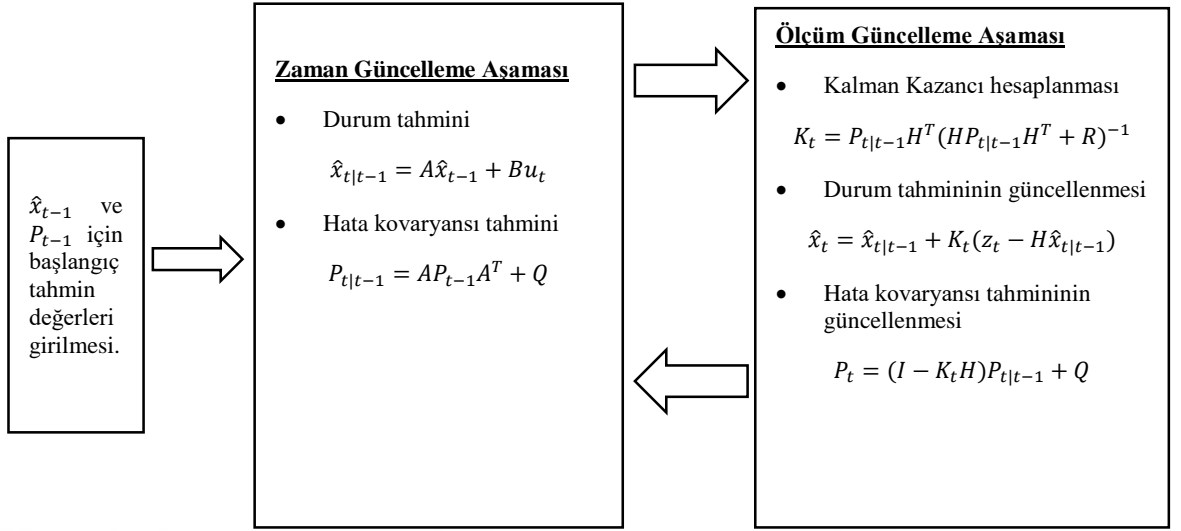 x̂ₜ₋₁ ve
Pₜ₋₁ için
başlangıç
tahmin
değerleri
girilmesi.
Zaman Güncelleme Aşaması
• Durum tahmini
x̂_{t|t−1} = Ax̂_{t−1} + Bu_t
• Hata kovaryansı tahmini
P_{t|t−1} = AP_{t−1}A^T + Q
Ölçüm Güncelleme Aşaması
• Kalman Kazancı hesaplanması
K_t = P_{t|t−1}H^T(HP_{t|t−1}H^T + R)^{−1}
• Durum tahmininin güncellenmesi
x̂_t = x̂_{t|t−1} + K_t(z_t − Hx̂_{t|t−1})
• Hata kovaryansı tahmininin
güncellenmesi
P_t = (I − K_tH)P_{t|t−1} + Q